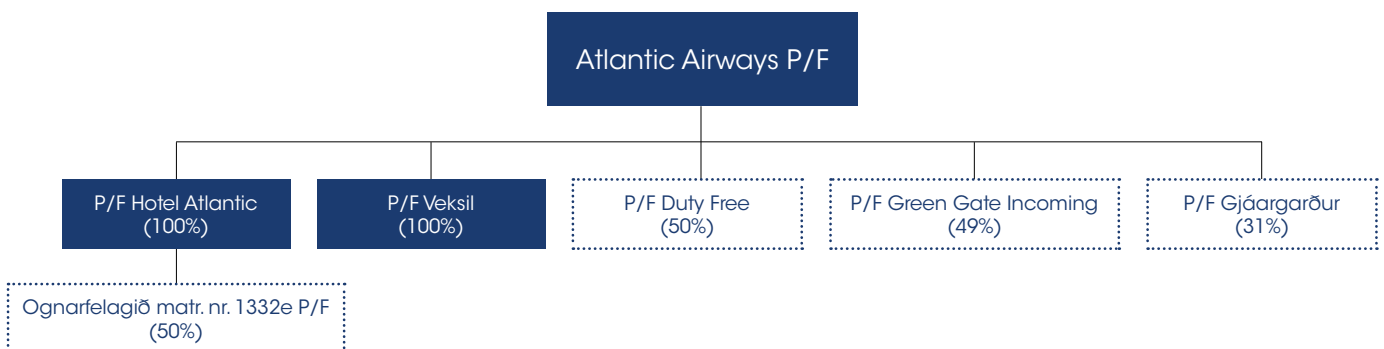 Atlantic Airways P/F
P/F Hotel Atlantic
(100%)
P/F Veksil
(100%)
P/F Duty Free
(50%)
P/F Green Gate Incoming
(49%)
P/F Gjáargarður
(31%)
Ognarfelagið matr. nr. 1332e P/F
(50%)